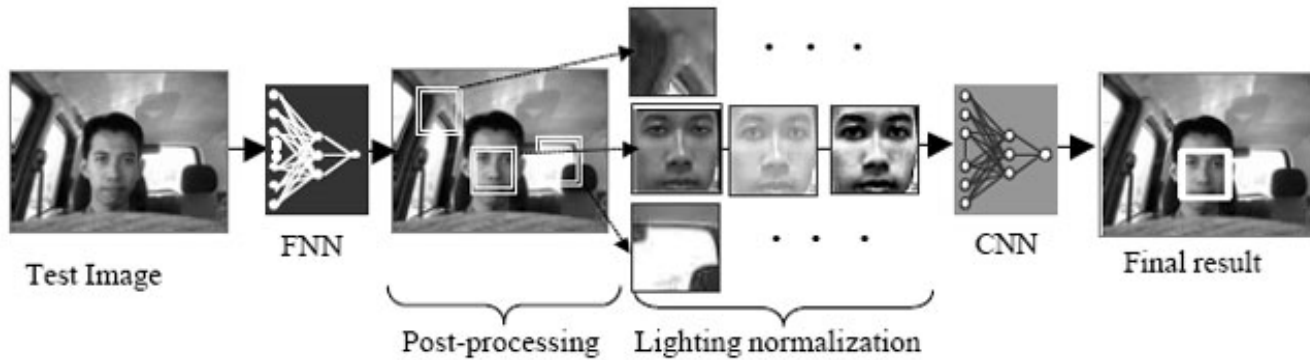 Test Image
FNN
Post-processing
Lighting normalization
CNN
Final result